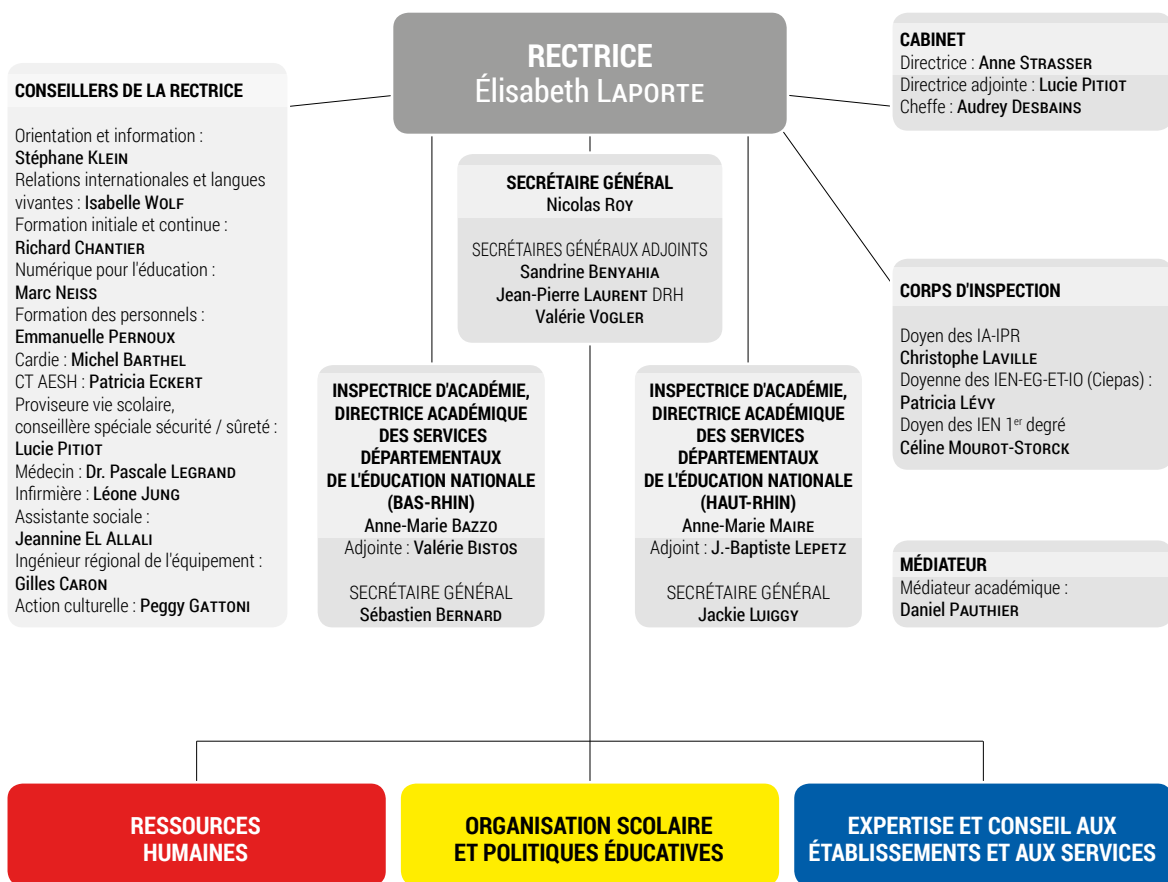 RECTRICE
Élisabeth LAPORTE
CABINET
Directrice : Anne STRASSER
Directrice adjointe : Lucie PITIOT
Cheffe : Audrey DESBAINS
CONSEILLERS DE LA RECTRICE
Orientation et information :
Stéphane KLEIN
Relations internationales et langues
vivantes : Isabelle WOLF
Formation initiale et continue :
Richard CHANTIER
Numérique pour l'éducation :
Marc NEISS
Formation des personnels :
Emmanuelle PERNOUX
Cardie : Michel BARTHEL
CT AESH : Patricia ECKERT
Proviseure vie scolaire,
conseillère spéciale sécurité / sûreté :
Lucie PITIOT
Médecin : Dr. Pascale LEGRAND
Infirmière : Léone JUNG
Assistante sociale :
Jeannine EL ALLALI
Ingénieur régional de l'équipement :
Gilles CARON
Action culturelle : Peggy GATTONI
SECRÉTAIRE GÉNÉRAL
Nicolas ROY
SECRÉTAIRES GÉNÉRAUX ADJOINTS
Sandrine BENYAHIA
Jean-Pierre LAURENT DRH
Valérie VOGLER
INSPECTRICE D'ACADÉMIE,
DIRECTRICE ACADÉMIQUE
DES SERVICES
DÉPARTEMENTAUX
DE L'ÉDUCATION NATIONALE
(BAS-RHIN)
Anne-Marie BAZZO
Adjointe : Valérie BISTOS
SECRÉTAIRE GÉNÉRAL
Sébastien BERNARD
INSPECTRICE D'ACADÉMIE,
DIRECTRICE ACADÉMIQUE
DES SERVICES
DÉPARTEMENTAUX
DE L'ÉDUCATION NATIONALE
(HAUT-RHIN)
Anne-Marie MAIRE
Adjoint : J.-Baptiste LEPETZ
SECRÉTAIRE GÉNÉRAL
Jackie LUIGGY
CORPS D'INSPECTION
Doyen des IA-IPR
Christophe LAVILLE
Doyenne des IEN-EG-ET-IO (Ciepas) :
Patricia LÉVY
Doyen des IEN 1er degré
Céline MOUROT-STORCK
MÉDIATEUR
Médiateur académique :
Daniel PAUTHIER
RESSOURCES
HUMAINES
ORGANISATION SCOLAIRE
ET POLITIQUES ÉDUCATIVES
EXPERTISE ET CONSEIL AUX
ÉTABLISSEMENTS ET AUX SERVICES